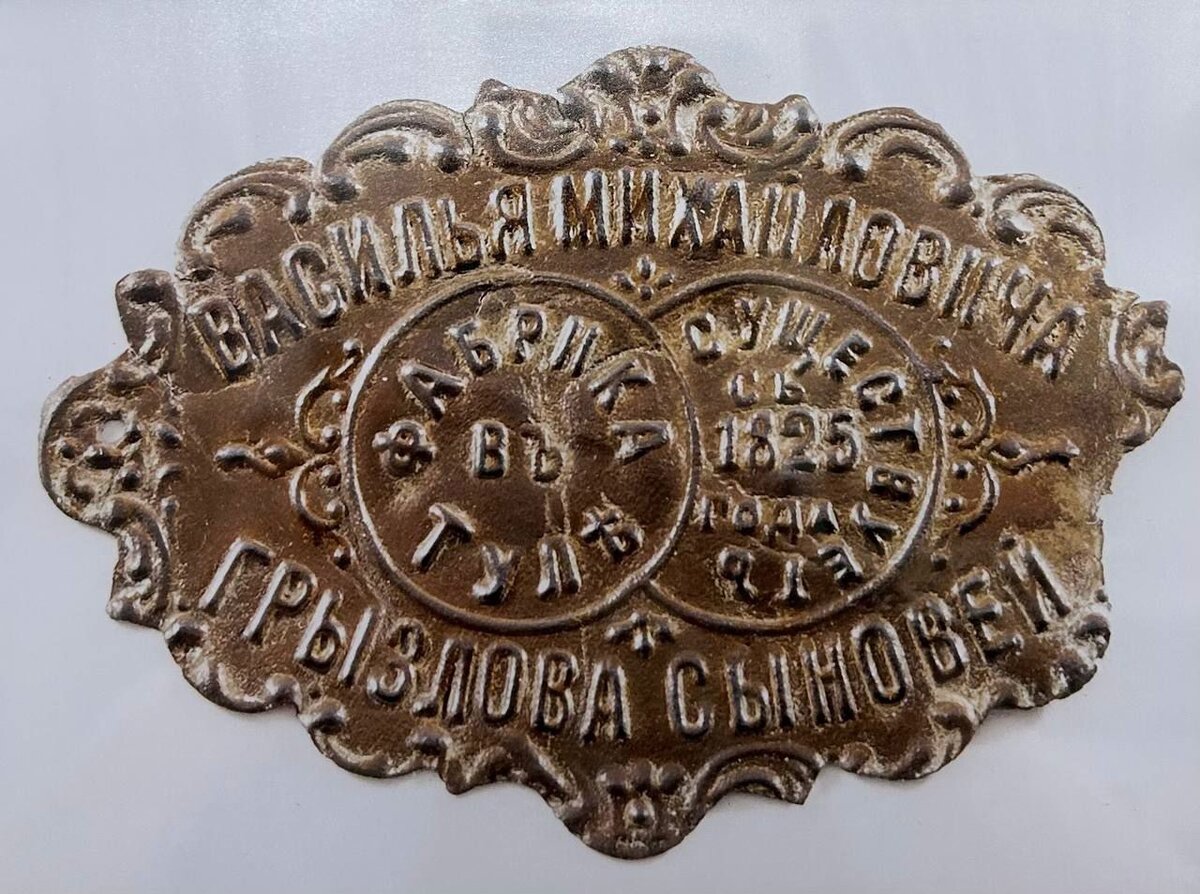 ВАСИЛЬЯ МИХАЙЛОВИЧА
ФАБРИКА
ВЪ
ТУЛѢ
СУЩЕСТВУЕТЪ
СЪ
1825
ГОДА
ГРЫЗЛОВА СЫНОВЕЙ